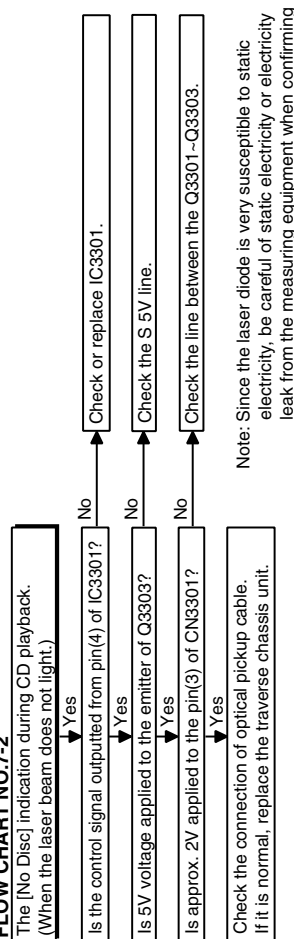 FLOW CHART NO.7-2
The [No Disc] indication during CD playback.
(When the laser beam does not light.)
Yes
Is the control signal outputted from pin(4) of IC3301?
No
Check or replace IC3301.
Yes
Is 5V voltage applied to the emitter of Q3303?
No
Check the S 5V line.
Yes
Is approx. 2V applied to the pin(3) of CN3301?
No
Check the line between the Q3301~Q3303.
Yes
Check the connection of optical pickup cable.
If it is normal, replace the traverse chassis unit.
Note: Since the laser diode is very susceptible to static
electricity, be careful of static electricity or electricity
leak from the measuring equipment when confirming